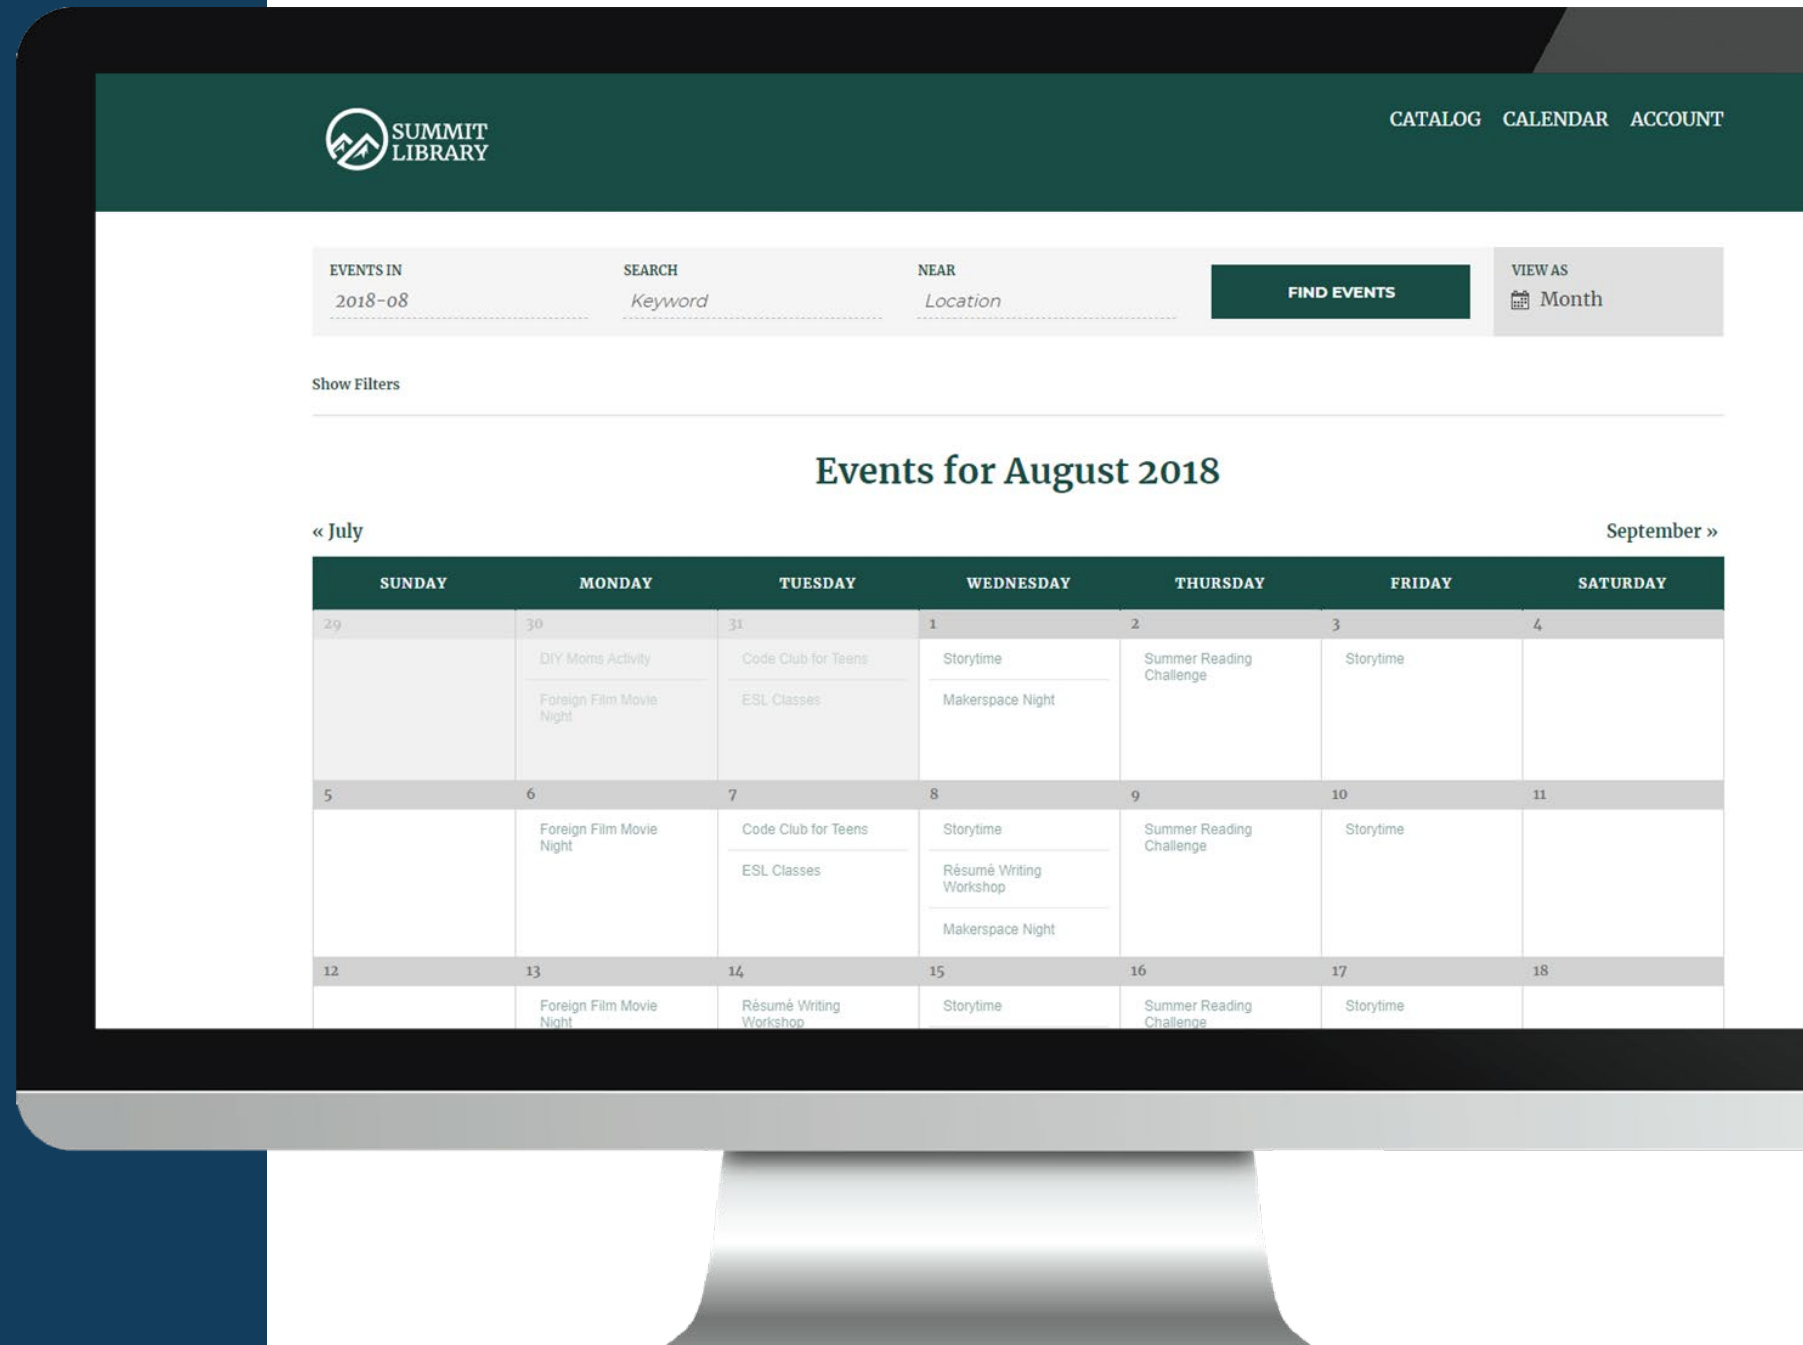 SUMMIT
LIBRARY
CATALOG CALENDAR ACCOUNT
EVENTS IN
2018-08
SEARCH
Keyword
NEAR
Location
FIND EVENTS
VIEW AS
Month
Show Filters
Events for August 2018
« July
September »
SUNDAY MONDAY TUESDAY WEDNESDAY THURSDAY FRIDAY SATURDAY
29 30 31 1 2 3 4
DIY Moms Activity
Foreign Film Movie
Night
Code Club for Teens
ESL Classes
Storytime
Makerspace Night
Summer Reading
Challenge
Storytime
5 6 7 8 9 10 11
Foreign Film Movie
Night
Code Club for Teens
ESL Classes
Storytime
Résumé Writing
Workshop
Makerspace Night
Summer Reading
Challenge
Storytime
12 13 14 15 16 17 18
Foreign Film Movie
Night
Résumé Writing
Workshop
Storytime
Summer Reading
Challenge
Storytime